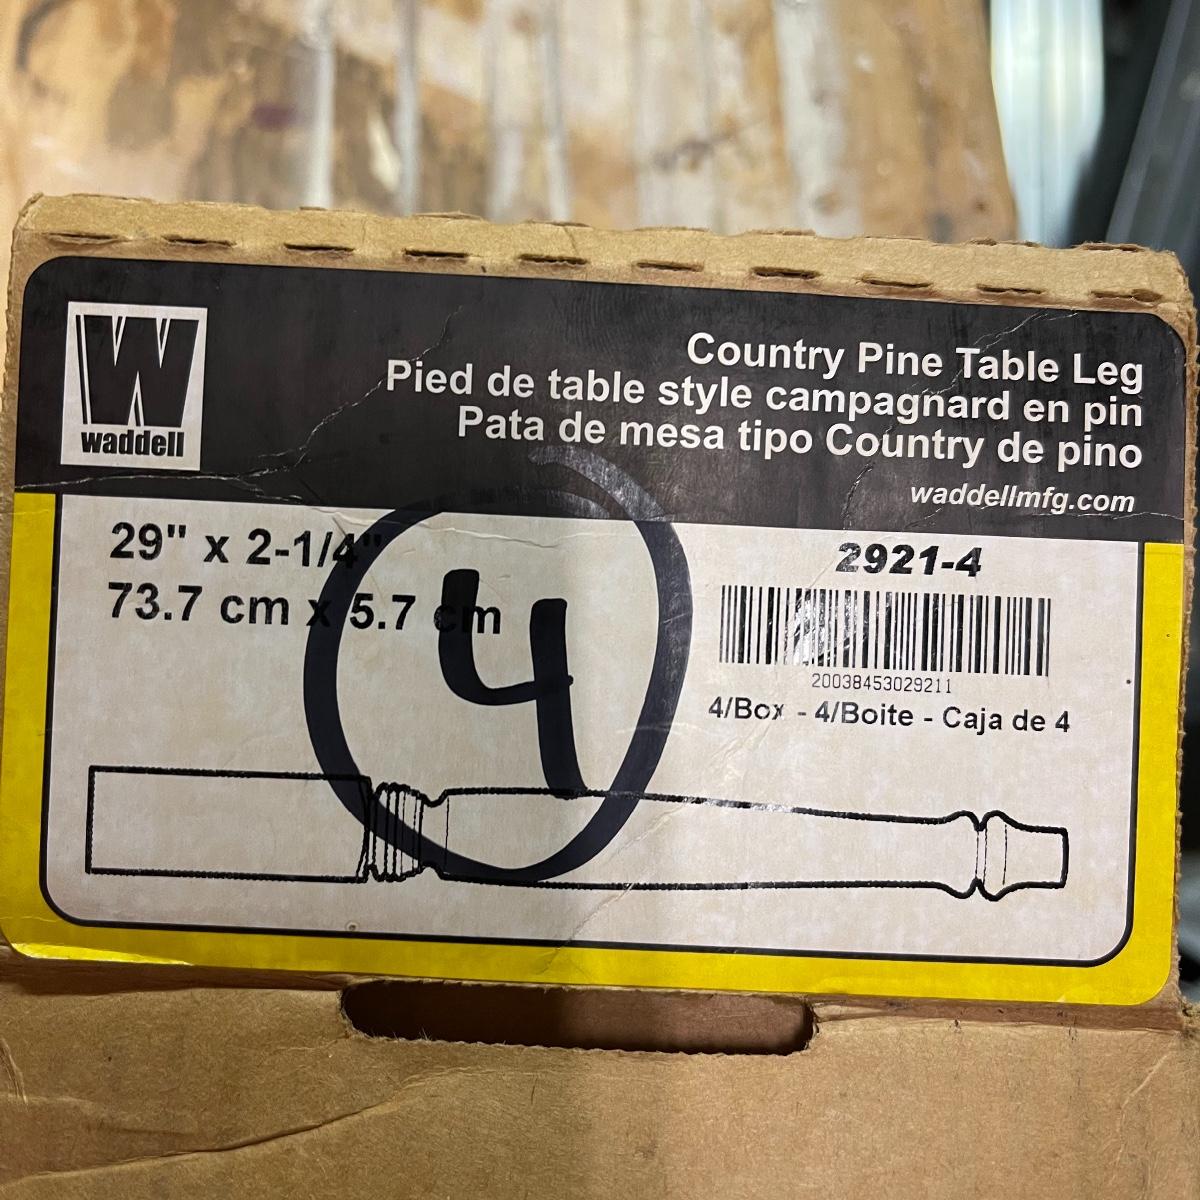 W
waddell
Country Pine Table Leg
Pied de table style campagnard en pin
Pata de mesa tipo Country de pino
waddellmfg.com
29" x 2-1/4"
73.7 cm x 5.7 cm
4
2921-4
20038453029211
4/Box - 4/Boite - Caja de 4